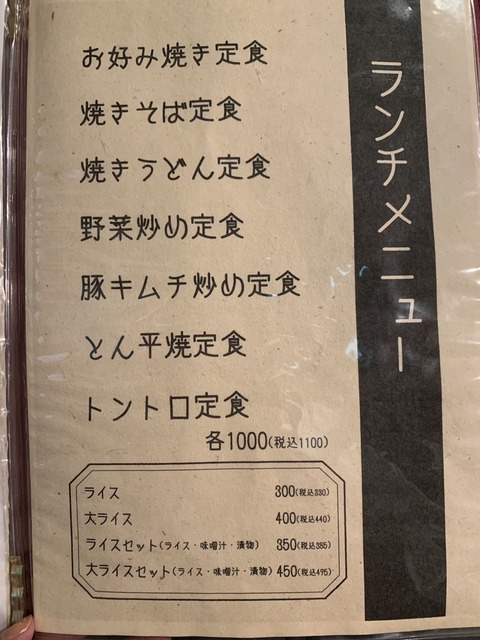 ランチメニュー
お好み焼き定食
焼きそば定食
焼きうどん定食
野菜炒め定食
豚キムチ炒め定食
とん平焼定食
トントロ定食
各1000(税込1100)
ライス 300(税込330)
大ライス 400(税込440)
ライスセット(ライス・味噌汁・漬物) 350(税込385)
大ライスセット(ライス・味噌汁・漬物) 450(税込495)